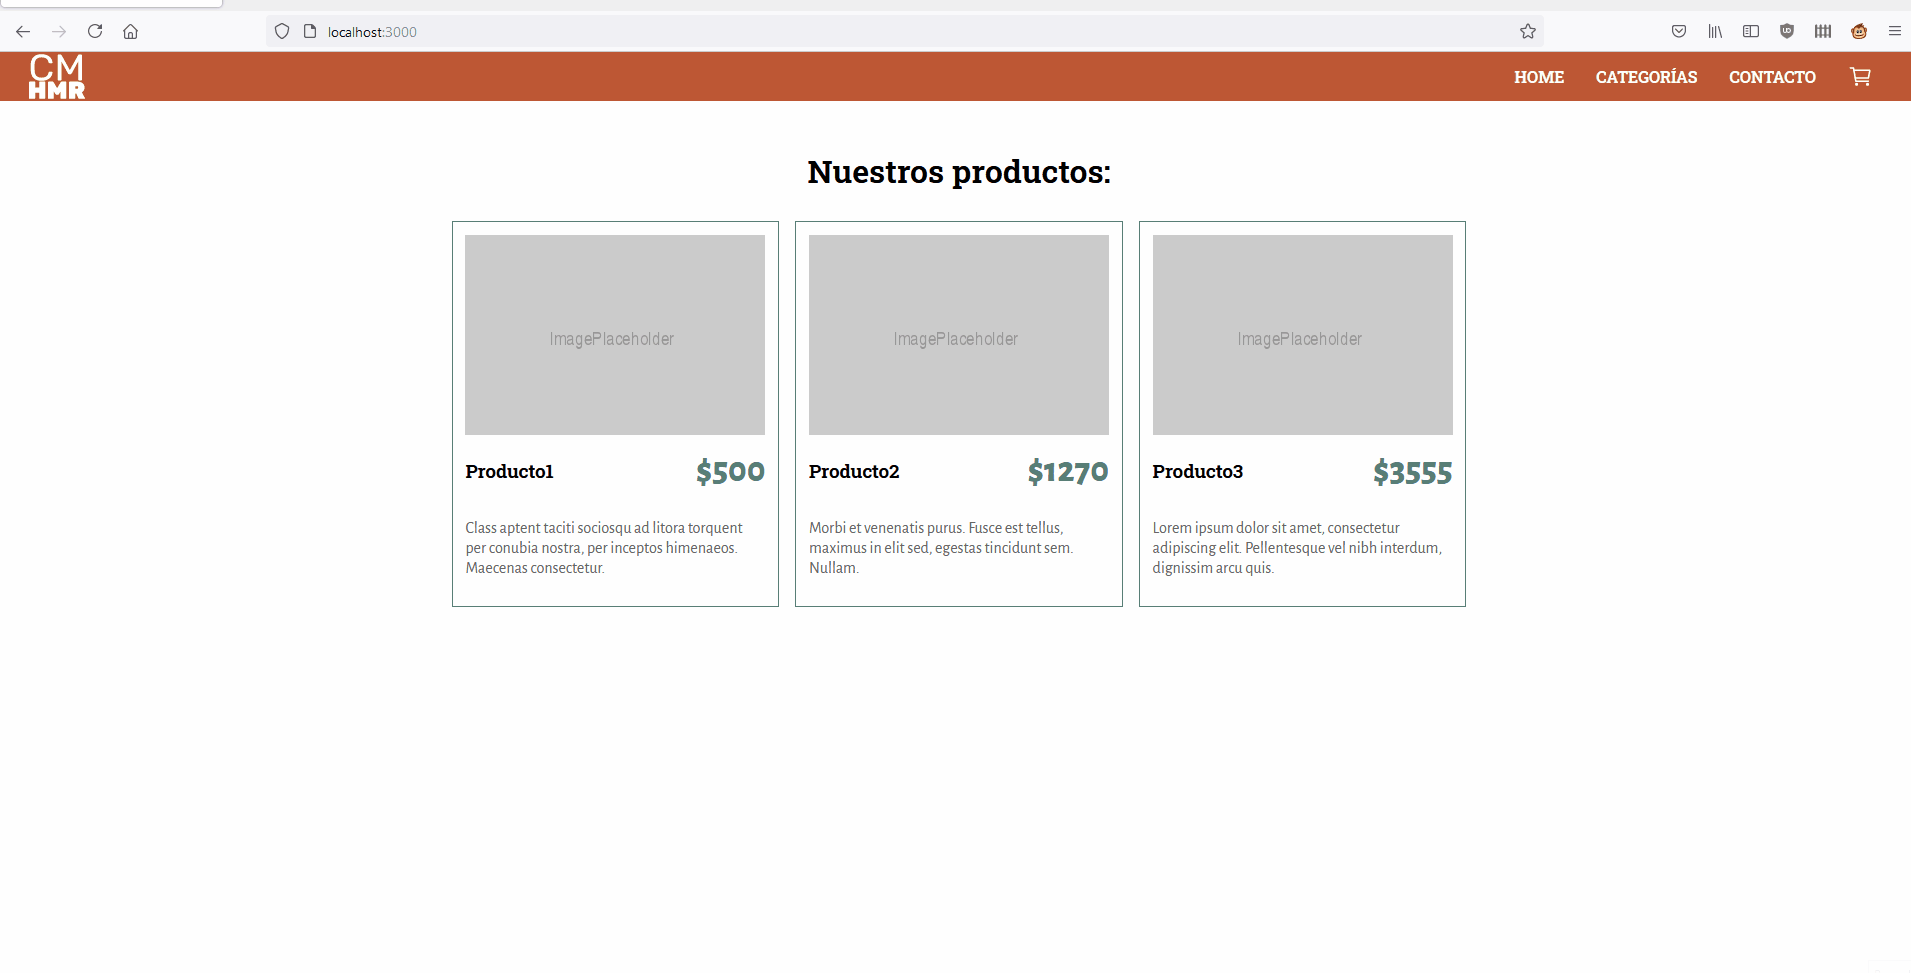 localhost:3000
CM
HMR
HOME CATEGORÍAS CONTACTO
Nuestros productos:
ImagePlaceholder
Producto1 $500
Class aptent taciti sociosqu ad litora torquent
per conubia nostra, per inceptos himenaeos.
Maecenas consectetur.
ImagePlaceholder
Producto2 $1270
Morbi et venenatis purus. Fusce est tellus,
maximus in elit sed, egestas tincidunt sem.
Nullam.
ImagePlaceholder
Producto3 $3555
Lorem ipsum dolor sit amet, consectetur
adipiscing elit. Pellentesque vel nibh interdum,
dignissim arcu quis.